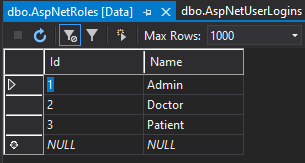 dbo.AspNetRoles [Data] dbo.AspNetUserLogins
Max Rows: 1000
Id Name
1 Admin
2 Doctor
3 Patient
NULL NULL